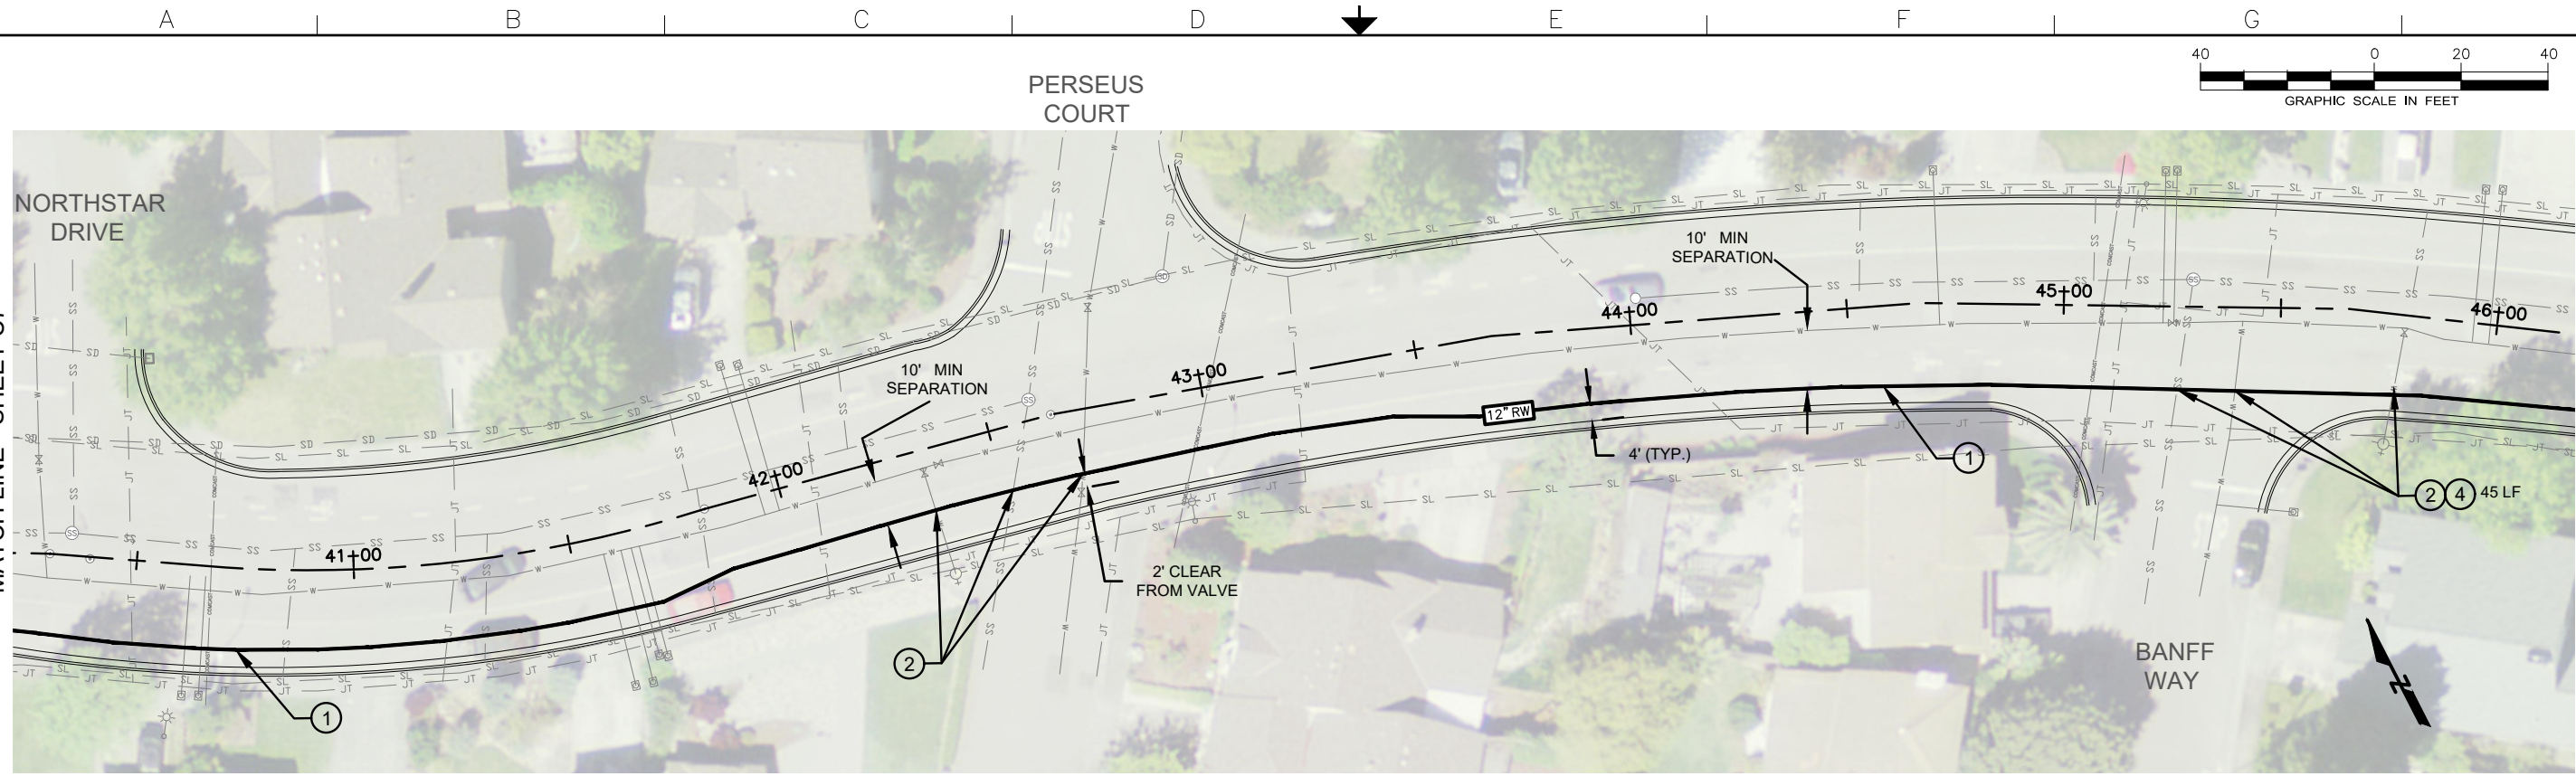 A B C D E F G
40 0 20 40
GRAPHIC SCALE IN FEET
PERSEUS
COURT
NORTHSTAR
DRIVE
10' MIN
SEPARATION
10' MIN
SEPARATION
41+00
42+00
43+00
44+00
45+00
46+00
12" RW
4' (TYP.)
2' CLEAR
FROM VALVE
1
2
1
2 4 45 LF
BANFF
WAY